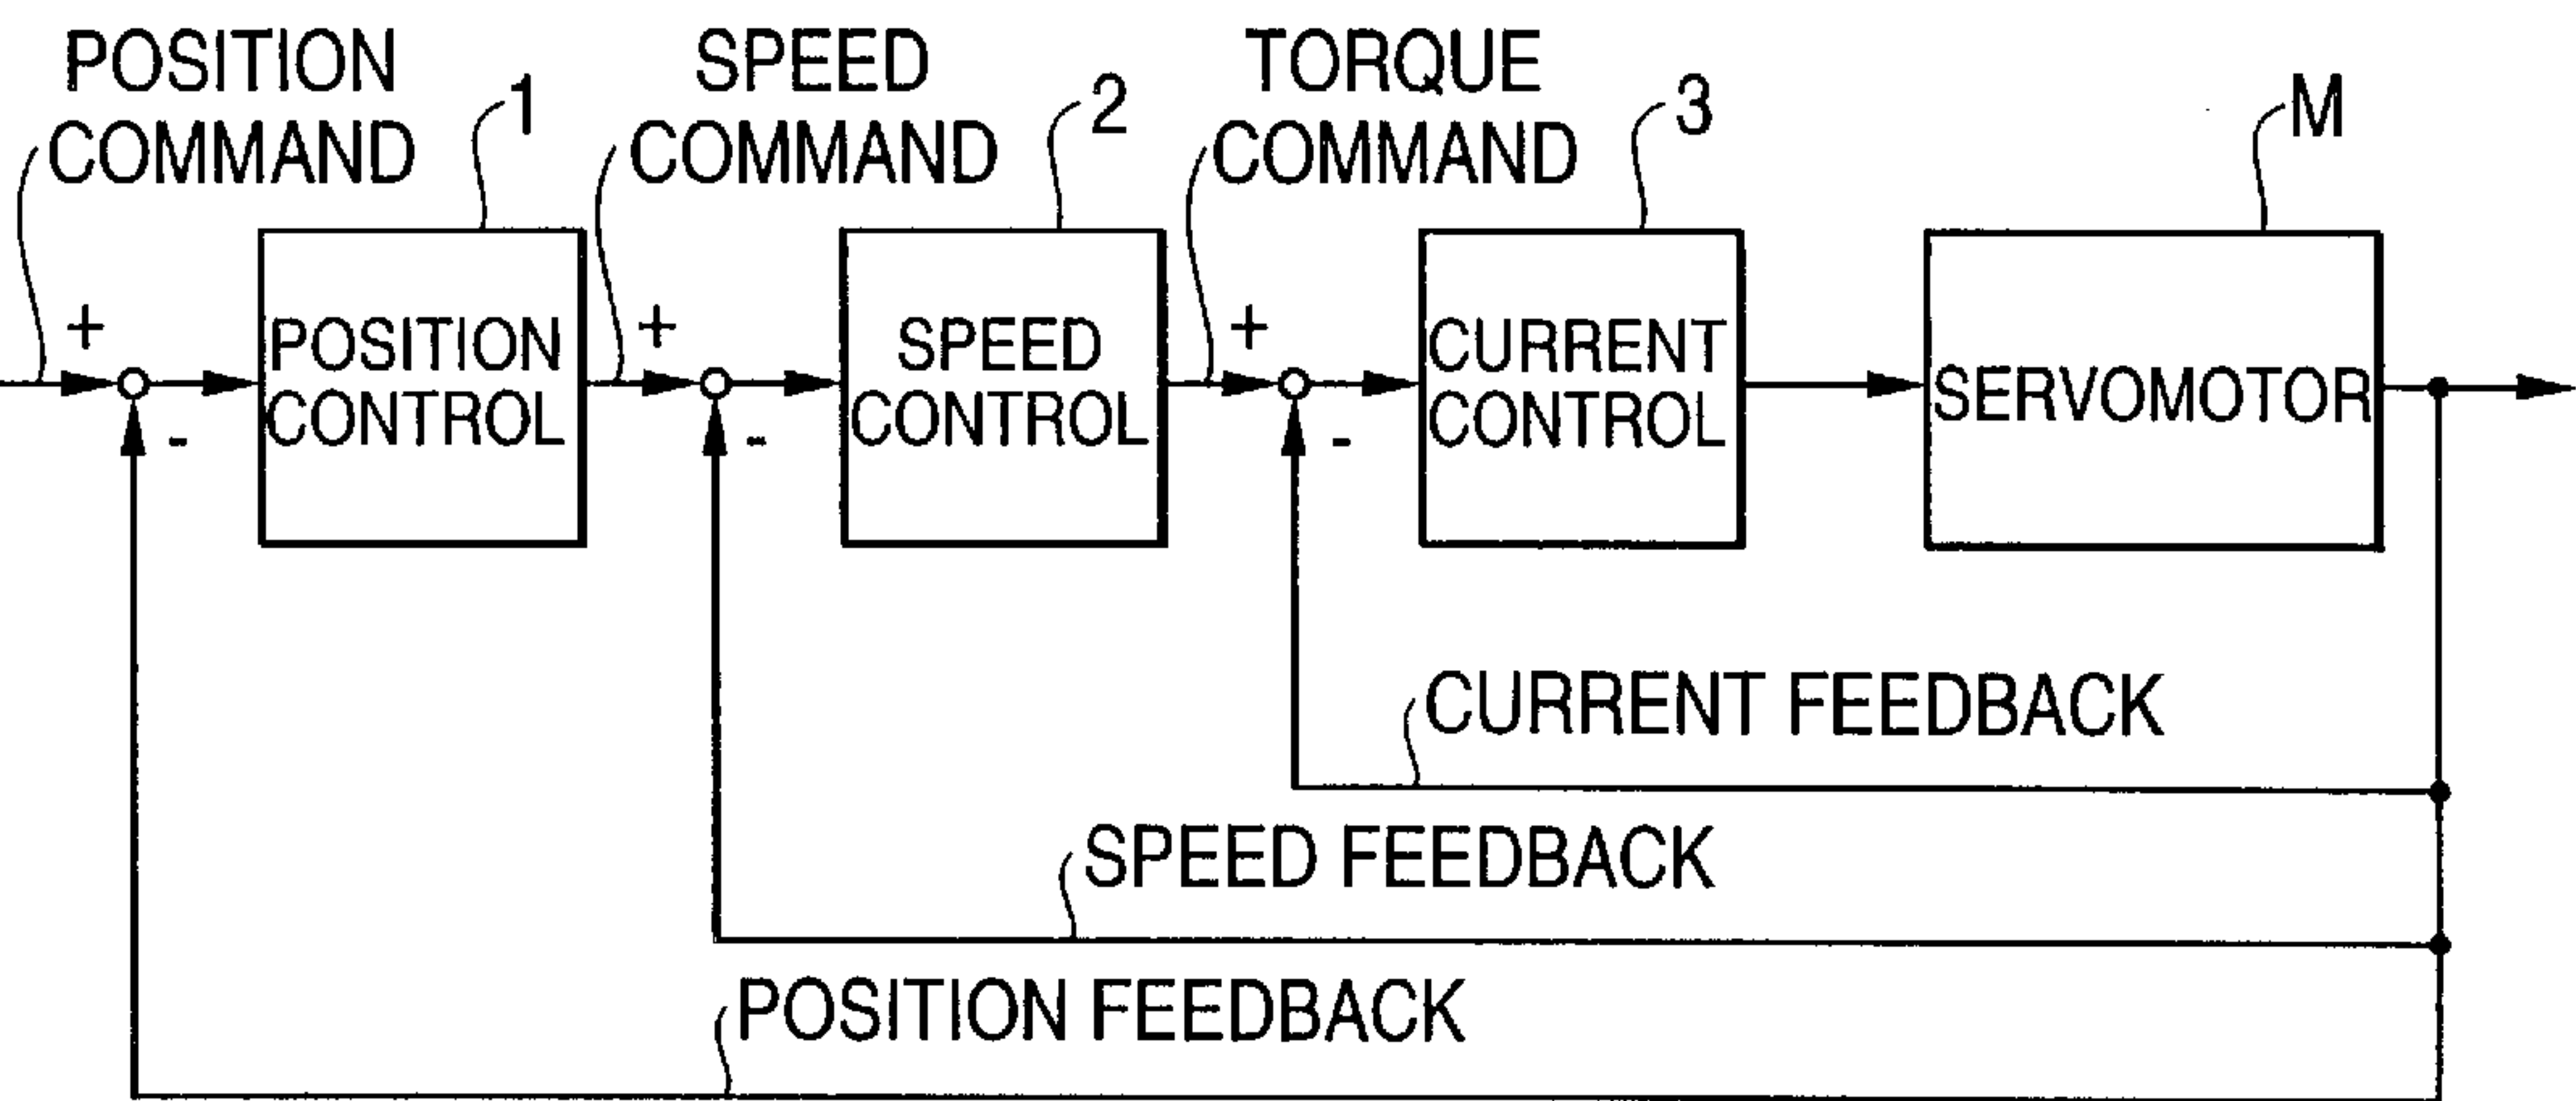 POSITION
COMMAND
1
SPEED
COMMAND
2
TORQUE
COMMAND
3
M
+
-
POSITION
CONTROL
+
-
SPEED
CONTROL
+
-
CURRENT
CONTROL
SERVOMOTOR
CURRENT FEEDBACK
SPEED FEEDBACK
POSITION FEEDBACK